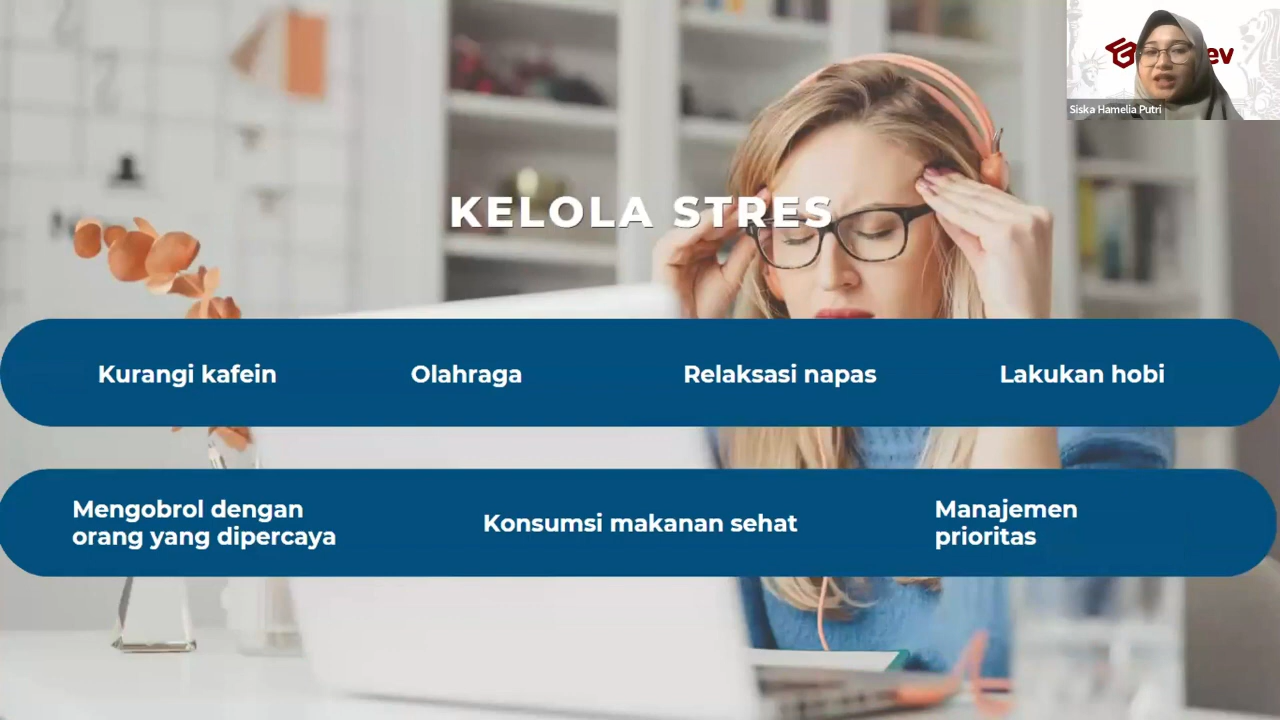 Siska Hamelia Putri
KELOLA STRES
Kurangi kafein
Olahraga
Relaksasi napas
Lakukan hobi
Mengobrol dengan
orang yang dipercaya
Konsumsi makanan sehat
Manajemen
prioritas